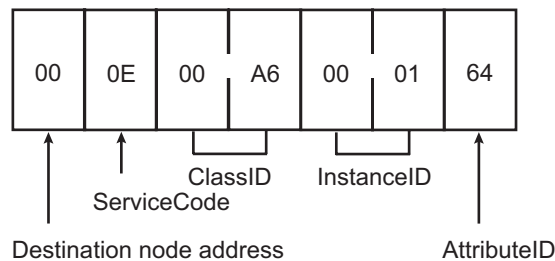 00 0E 00 A6 00 01 64
ClassID InstanceID
ServiceCode
Destination node address AttributeID